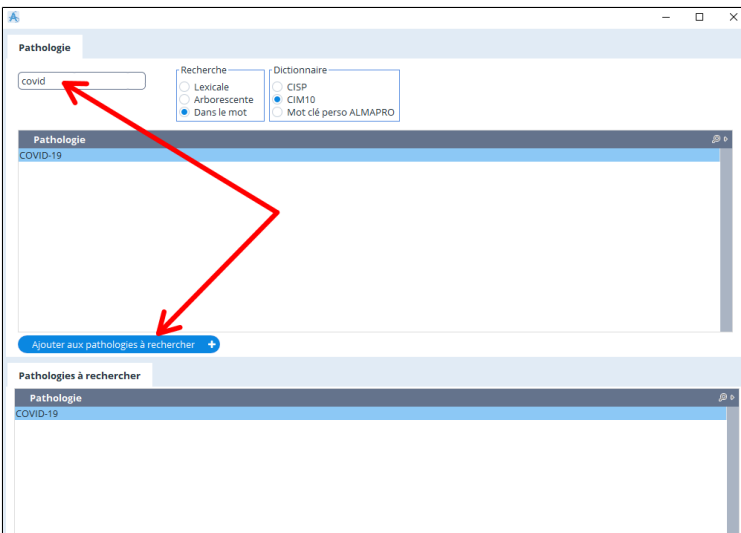 Pathologie
covid
Recherche
Lexicale
Arborescente
Dans le mot
Dictionnaire
CISP
CIM10
Mot clé perso ALMAPRO
Pathologie
COVID-19
Ajouter aux pathologies à rechercher +
Pathologies à rechercher
Pathologie
COVID-19